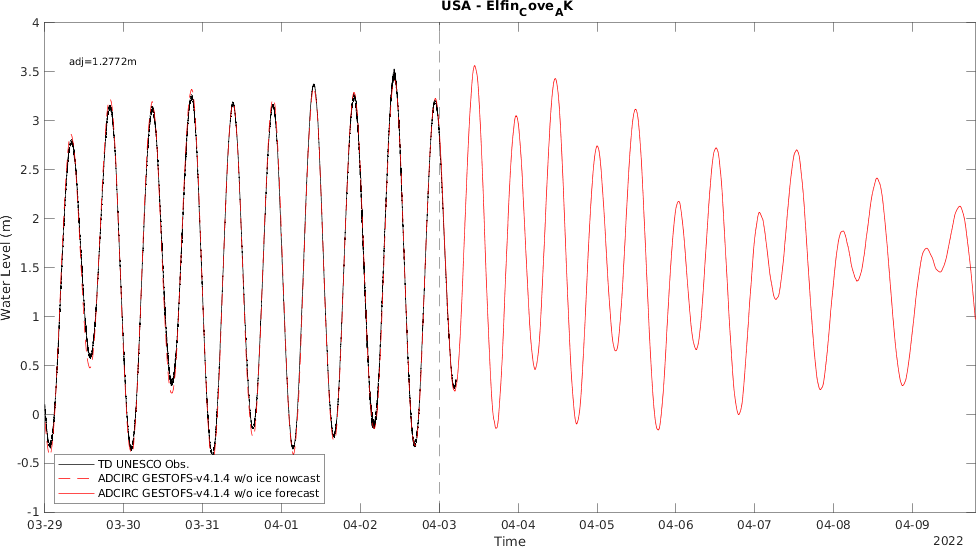 USA - Elfin_Cove_AK
adj=1.2772m
4
3.5
3
2.5
2
1.5
1
0.5
0
-0.5
-1
Water Level (m)
TD UNESCO Obs.
ADCIRC GESTOFS-v4.1.4 w/o ice nowcast
ADCIRC GESTOFS-v4.1.4 w/o ice forecast
03-29 03-30 03-31 04-01 04-02 04-03 04-04 04-05 04-06 04-07 04-08 04-09
Time
2022